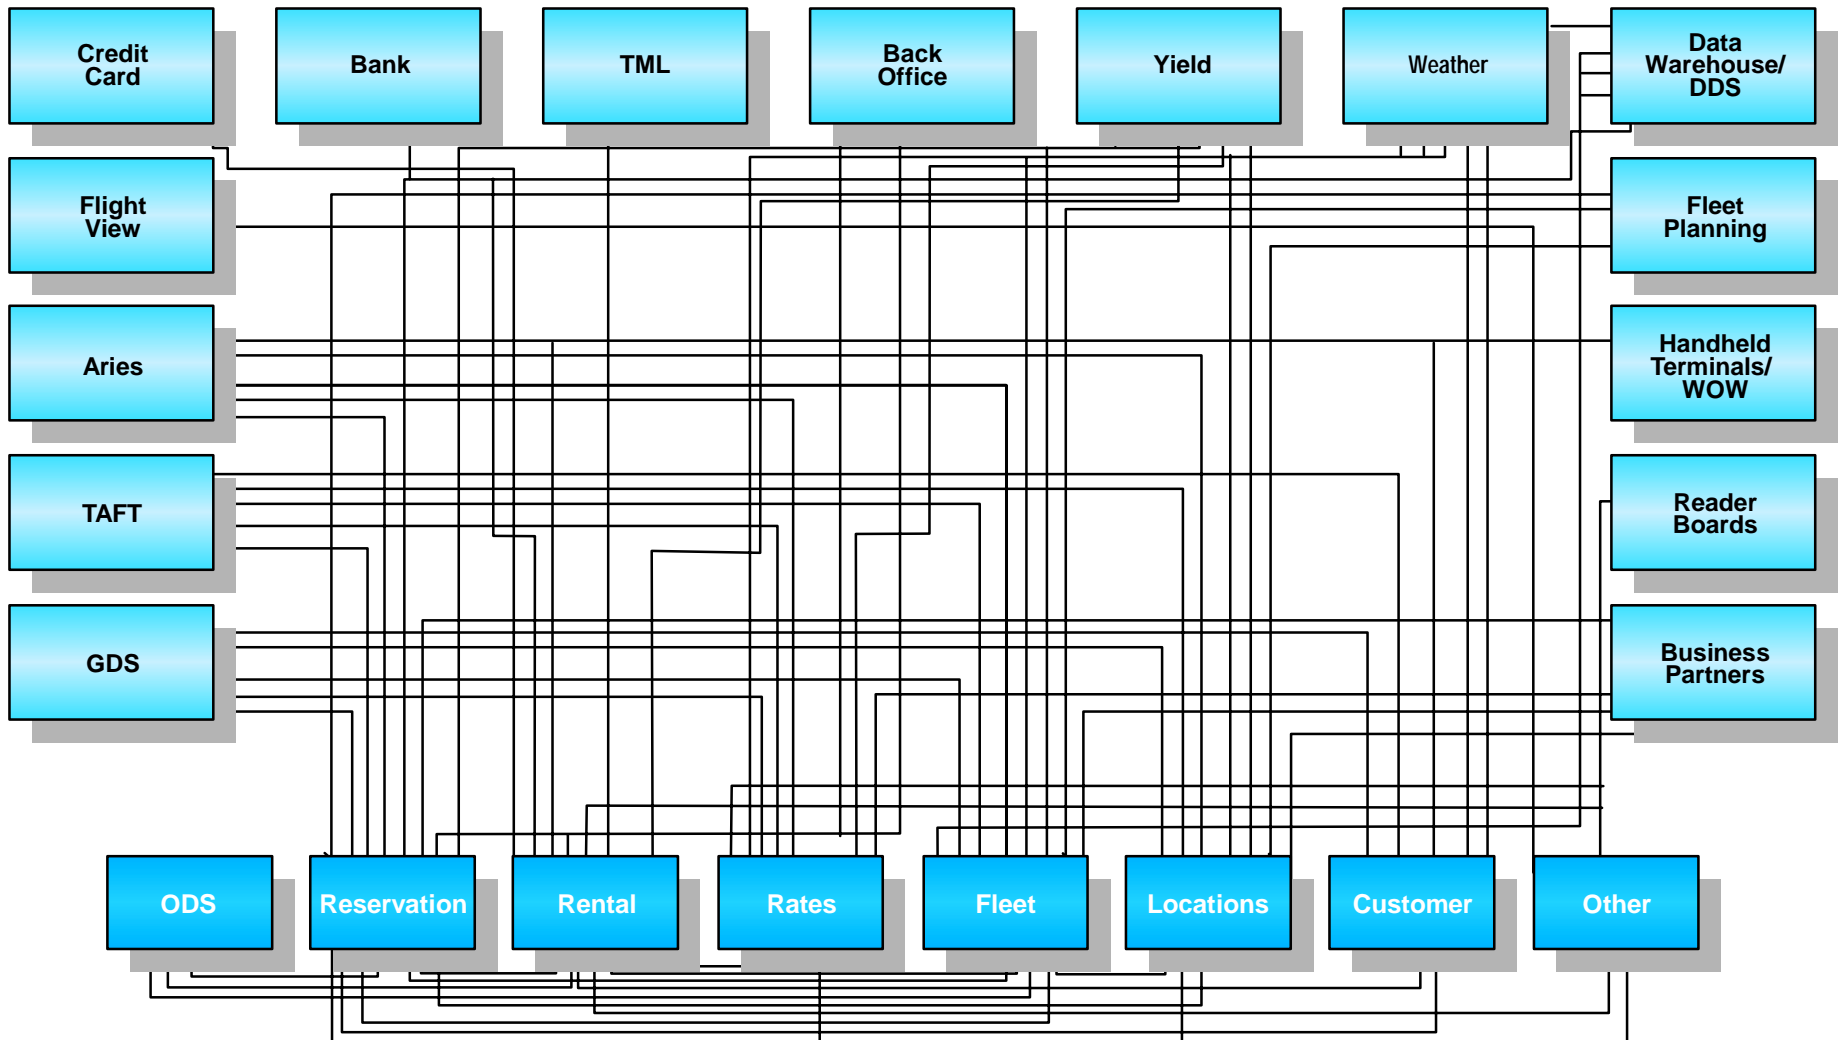 Credit
Card
Bank
TML
Back
Office
Yield
Weather
Data
Warehouse/
DDS
Flight
View
Fleet
Planning
Aries
Handheld
Terminals/
WOW
TAFT
Reader
Boards
GDS
Business
Partners
ODS
Reservation
Rental
Rates
Fleet
Locations
Customer
Other